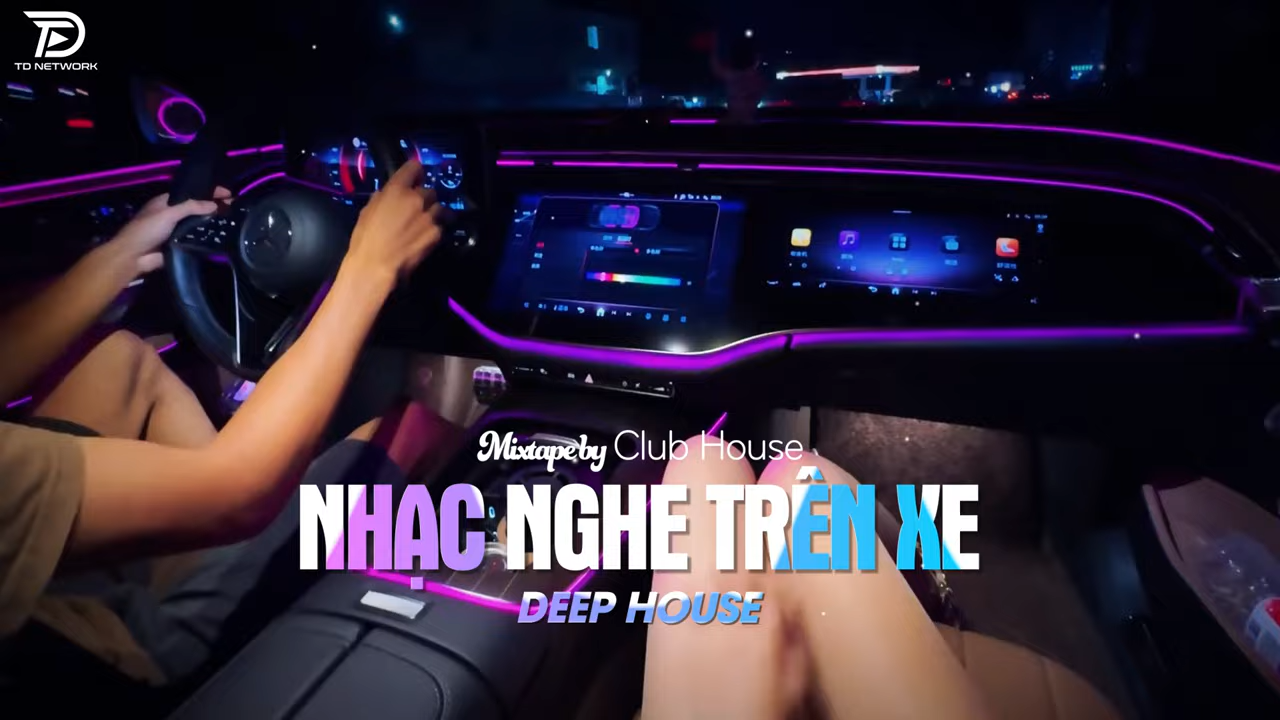 TD NETWORK
Mixtape by Club House
NHẠC NGHE TRÊN XE
DEEP HOUSE